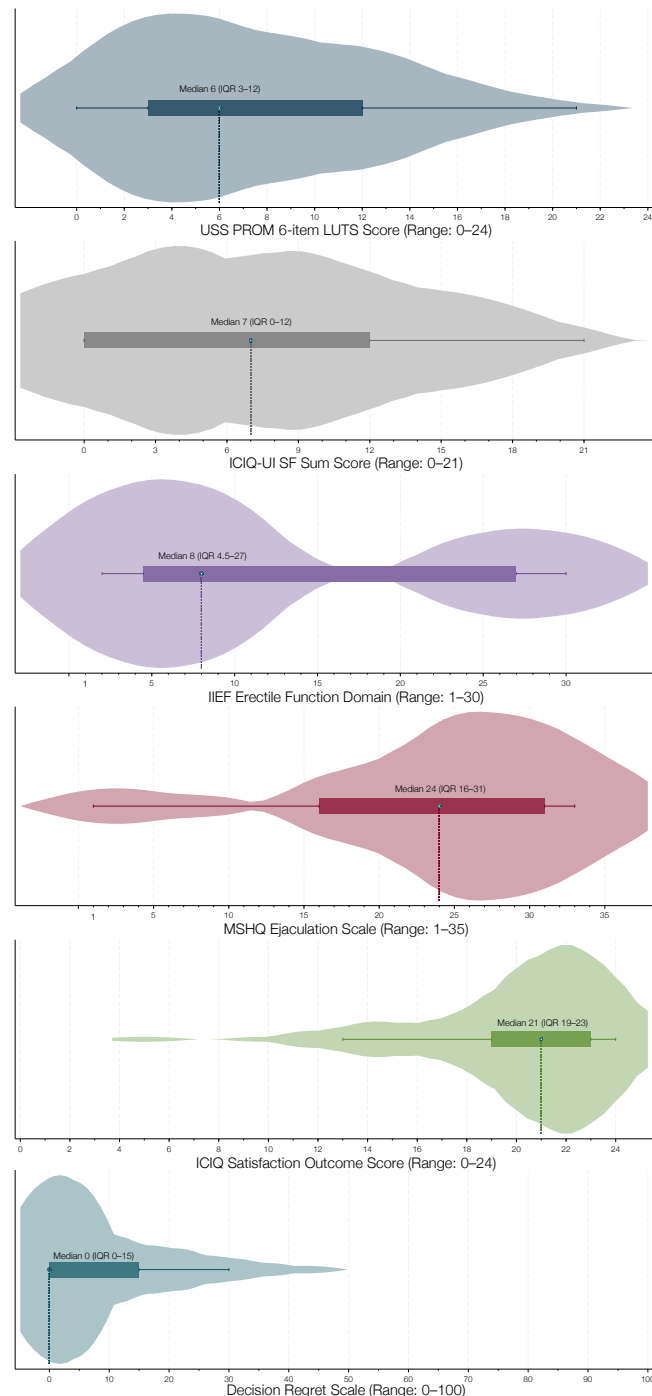 Median 6 (IQR 3–12)
0 2 4 6 8 10 12 14 16 18 20 22 24
USS PROM 6-item LUTS Score (Range: 0–24)
Median 7 (IQR 0–12)
0 3 6 9 12 15 18 21
ICIQ-UI SF Sum Score (Range: 0–21)
Median 8 (IQR 4.5–27)
1 5 10 15 20 25 30
IIEF Erectile Function Domain (Range: 1–30)
Median 24 (IQR 16–31)
1 5 10 15 20 25 30 35
MSHQ Ejaculation Scale (Range: 1–35)
Median 21 (IQR 19–23)
0 2 0 2 4 6 8 10 12 14 16 18 20 22 24
ICIQ Satisfaction Outcome Score (Range: 0–24)
Median 0 (IQR 0–15)
0 10 20 30 40 50 60 70 80 90 100
Decision Regret Scale (Range: 0–100)